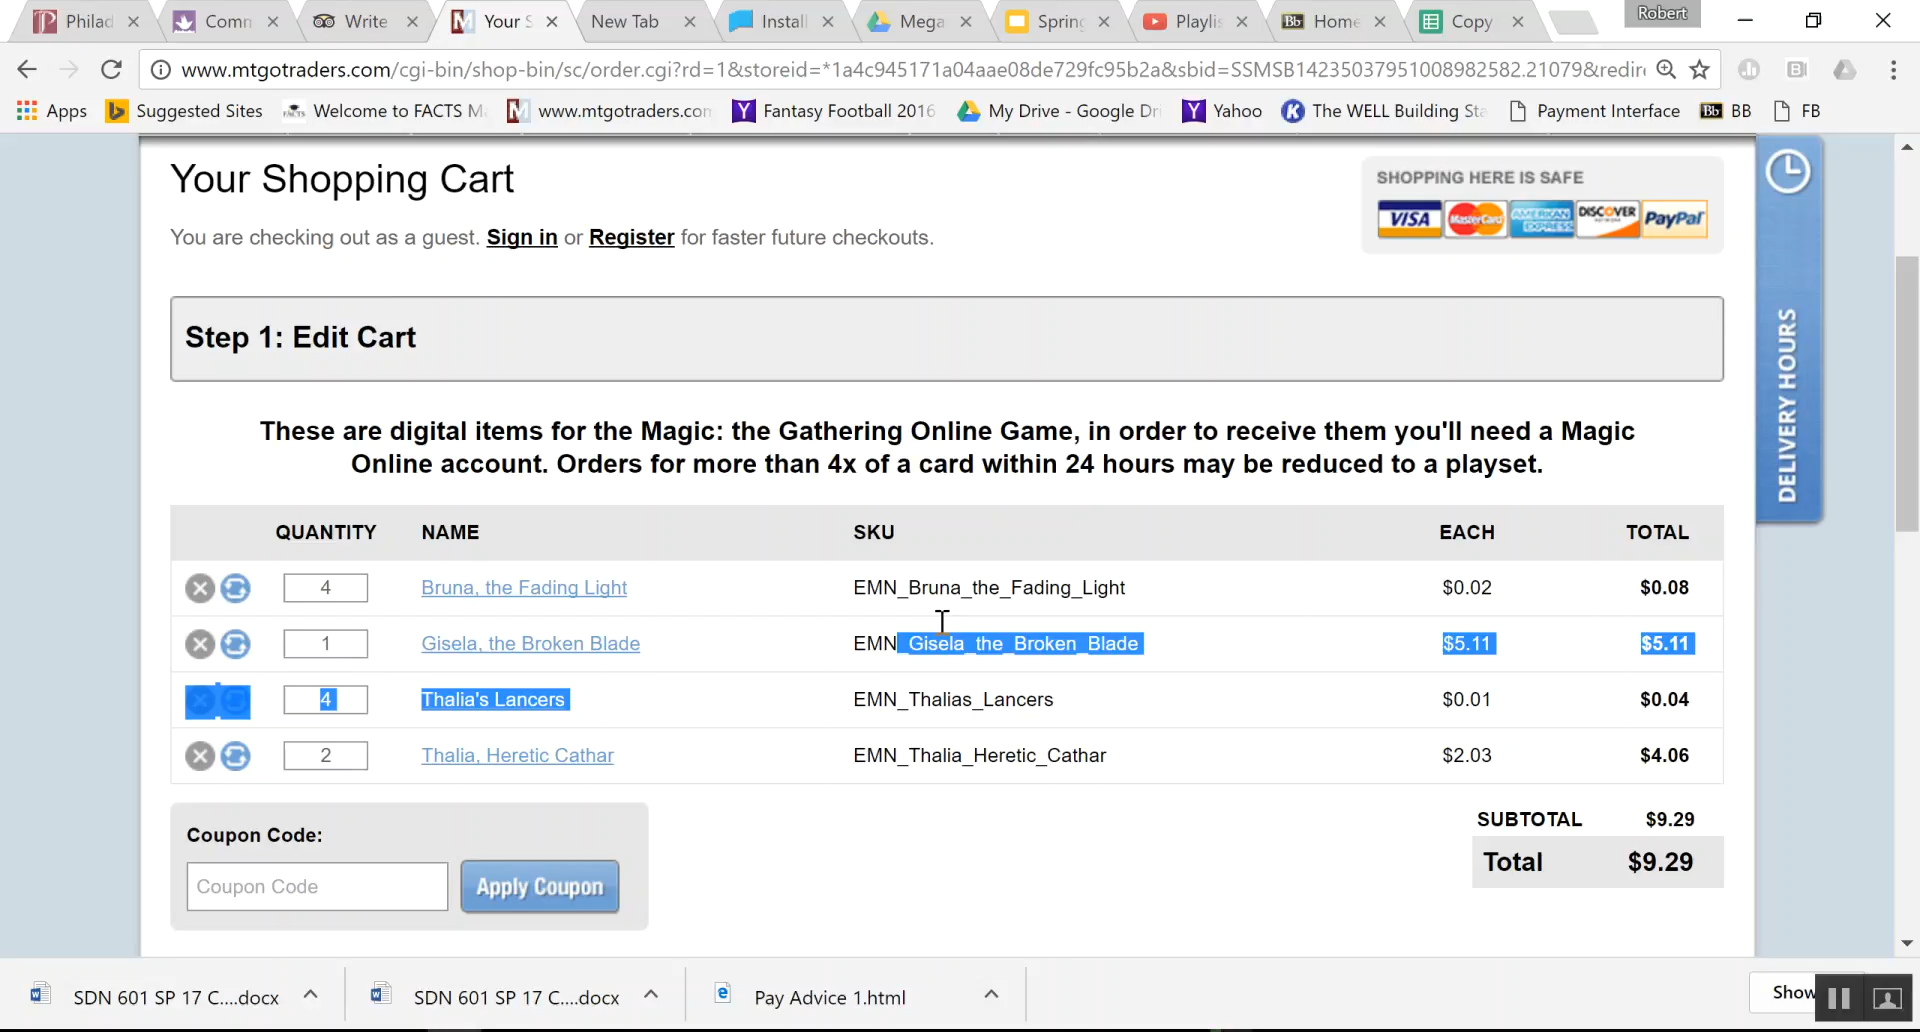 Philad
Comn
Write
Your S
New Tab
Install
Mega
Spring
Playlis
Home
Copy
Robert
www.mtgotraders.com/cgi-bin/shop-bin/sc/order.cgi?rd=1&storeid=*1a4c945171a04aae08de729fc95b2a&sbid=SSMSB14235037951008982582.21079&redire
Apps
Suggested Sites
Welcome to FACTS Ma
www.mtgotraders.com
Fantasy Football 2016
My Drive - Google Dri
Yahoo
The WELL Building Sta
Payment Interface
BB
FB
Your Shopping Cart
SHOPPING HERE IS SAFE
VISA MasterCard AMERICAN EXPRESS DISCOVER PayPal
You are checking out as a guest. Sign in or Register for faster future checkouts.
DELIVERY HOURS
Step 1: Edit Cart
These are digital items for the Magic: the Gathering Online Game, in order to receive them you'll need a Magic
Online account. Orders for more than 4x of a card within 24 hours may be reduced to a playset.
QUANTITY NAME SKU EACH TOTAL
4 Bruna, the Fading Light EMN_Bruna_the_Fading_Light $0.02 $0.08
1 Gisela, the Broken Blade EMN_Gisela_the_Broken_Blade $5.11 $5.11
4 Thalia's Lancers EMN_Thalias_Lancers $0.01 $0.04
2 Thalia, Heretic Cathar EMN_Thalia_Heretic_Cathar $2.03 $4.06
Coupon Code:
Coupon Code
Apply Coupon
SUBTOTAL $9.29
Total $9.29
SDN 601 SP 17 C....docx
SDN 601 SP 17 C....docx
Pay Advice 1.html
Show